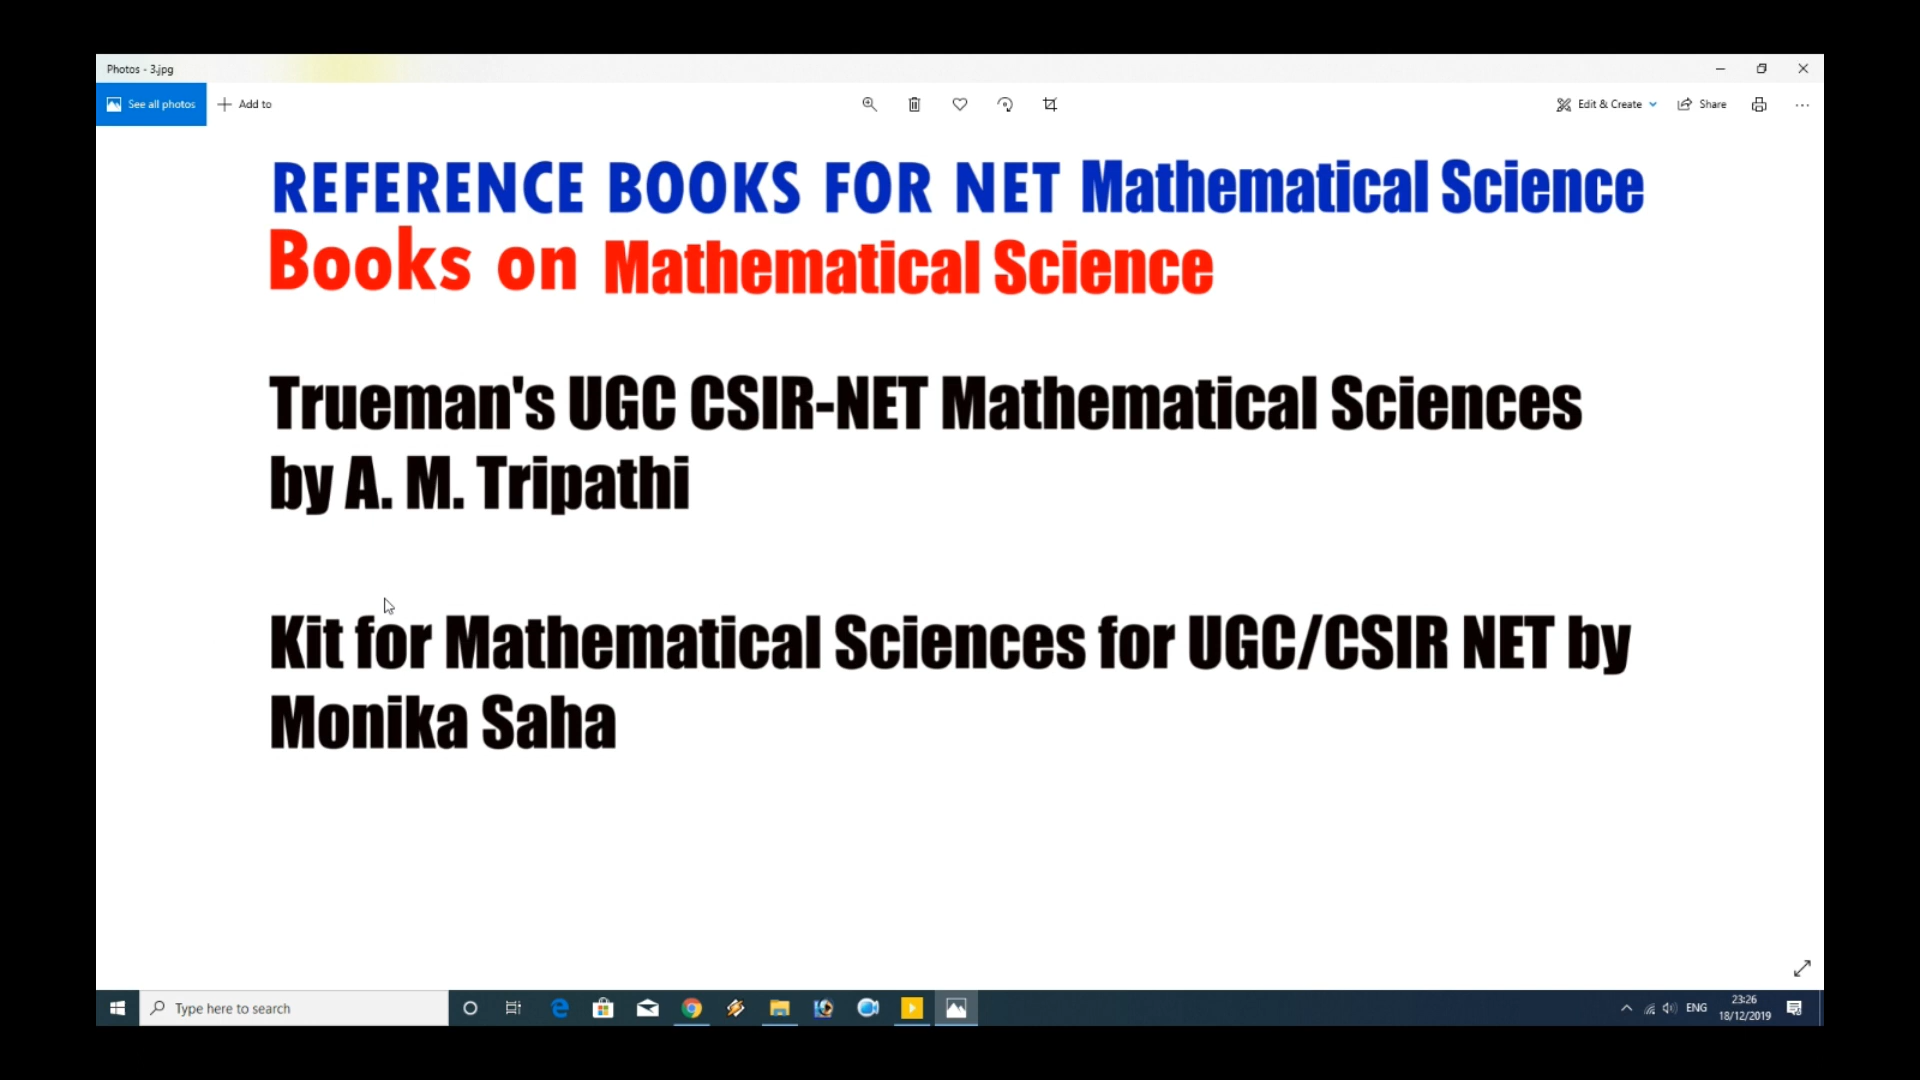 Photos - 3.jpg
See all photos
Add to
Edit & Create
Share
REFERENCE BOOKS FOR NET Mathematical Science
Books on Mathematical Science
Trueman's UGC CSIR-NET Mathematical Sciences
by A. M. Tripathi
Kit for Mathematical Sciences for UGC/CSIR NET by
Monika Saha
Type here to search
ENG
23:26
18/12/2019